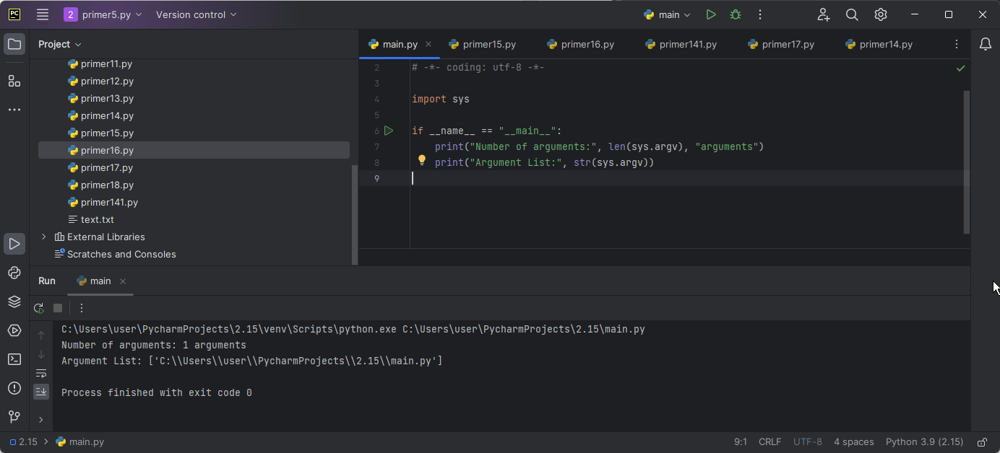 PC 2 primer5.py Version control main
Project
primer11.py
primer12.py
primer13.py
primer14.py
primer15.py
primer16.py
primer17.py
primer18.py
primer141.py
text.txt
External Libraries
Scratches and Consoles
main.py primer15.py primer16.py primer141.py primer17.py primer14.py
2 # -*- coding: utf-8 -*-
3
4 import sys
5
6 if __name__ == "__main__":
7 print("Number of arguments:", len(sys.argv), "arguments")
8 print("Argument List:", str(sys.argv))
9
Run main
C:\Users\user\PycharmProjects\2.15\venv\Scripts\python.exe C:\Users\user\PycharmProjects\2.15\main.py
Number of arguments: 1 arguments
Argument List: ['C:\\Users\\user\\PycharmProjects\\2.15\\main.py']
Process finished with exit code 0
2.15 main.py 9:1 CRLF UTF-8 4 spaces Python 3.9 (2.15)